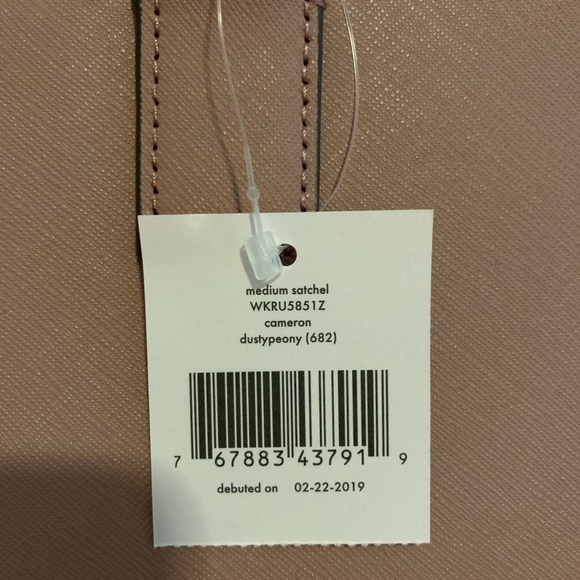 medium satchel
WKRU5851Z
cameron
dustypeony (682)
7 67883 43791 9
debuted on 02-22-2019